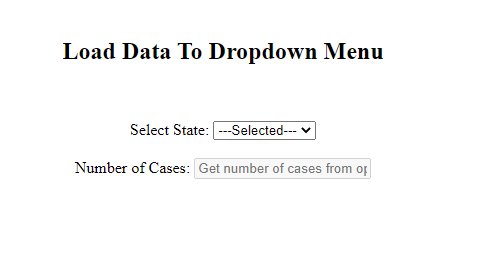 Load Data To Dropdown Menu
Select State: ---Selected---
Number of Cases: Get number of cases from op